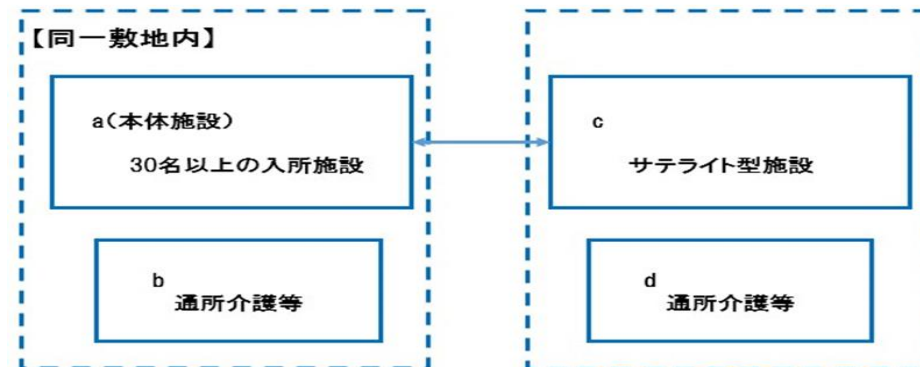 【同一敷地内】
a(本体施設)
30名以上の入所施設
b
通所介護等
c
サテライト型施設
d
通所介護等